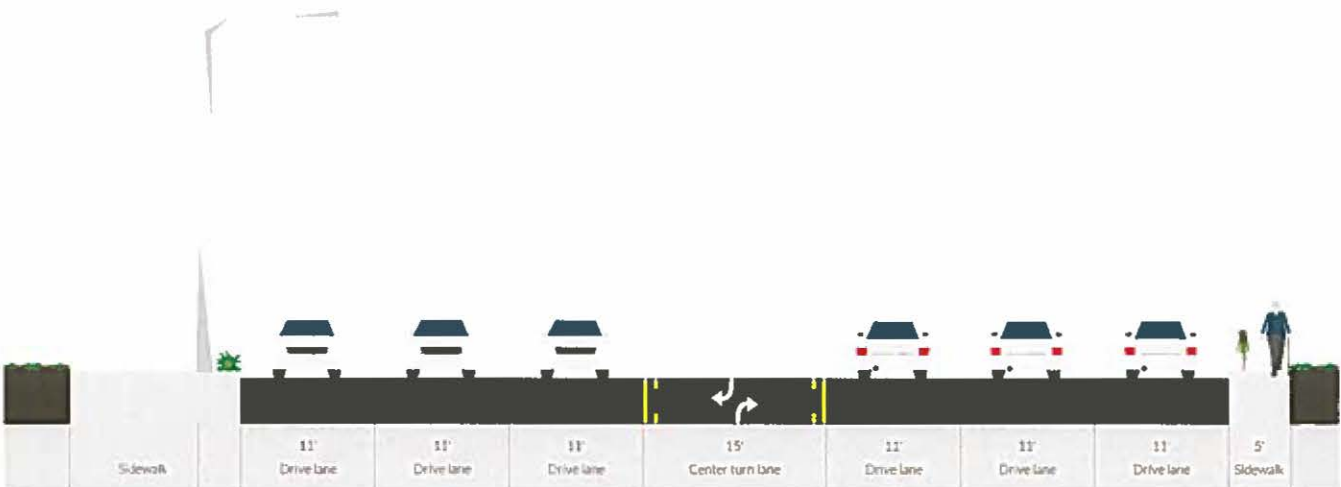 Sidewalk
11'
Drive lane
11'
Drive lane
11'
Drive lane
15'
Center turn lane
11'
Drive lane
11'
Drive lane
11'
Drive lane
5'
Sidewalk